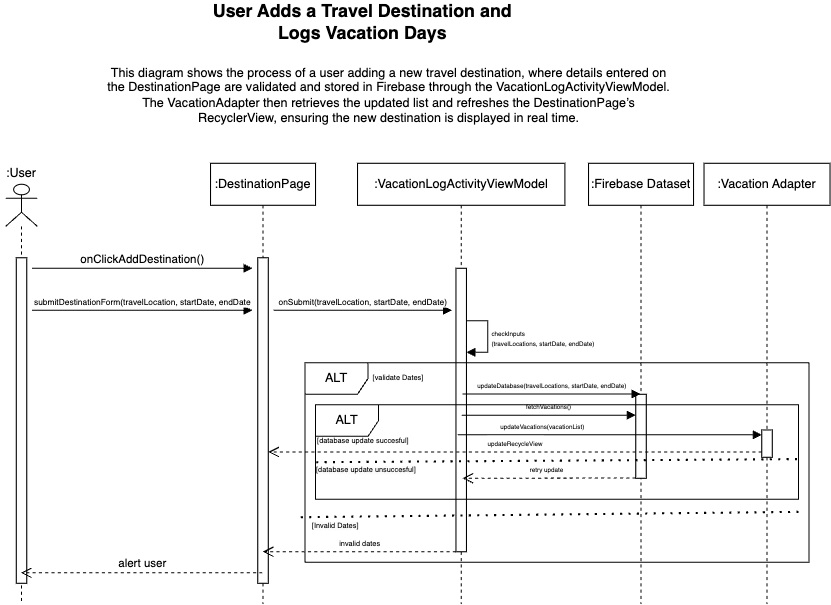 User Adds a Travel Destination and
Logs Vacation Days
This diagram shows the process of a user adding a new travel destination, where details entered on
the DestinationPage are validated and stored in Firebase through the VacationLogActivityViewModel.
The VacationAdapter then retrieves the updated list and refreshes the DestinationPage's
RecyclerView, ensuring the new destination is displayed in real time.
:User
:DestinationPage
:VacationLogActivityViewModel
:Firebase Dataset
:Vacation Adapter
onClickAddDestination()
submitDestinationForm(travelLocation, startDate, endDate
onSubmit(travelLocation, startDate, endDate)
checkInputs
(travelLocations, startDate, endDate)
ALT
[validate Dates]
updateDatabase(travelLocations, startDate, endDate)
ALT
fetchVacations()
updateVacations(vacationList)
[database update succesful]
updateRecycleView
[database update unsuccesful]
retry update
[Invalid Dates]
invalid dates
alert user